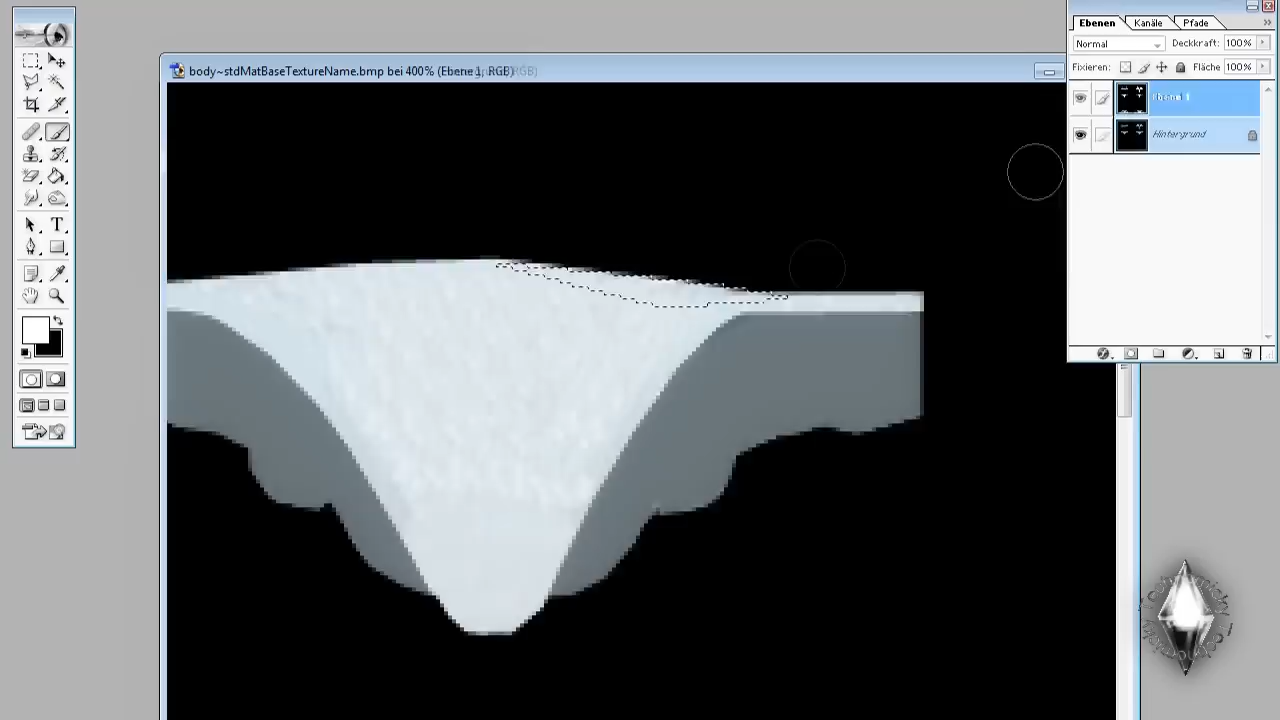 body~stdMatBaseTextureName.bmp bei 400% (Ebene 1, RGB)
Ebenen Kanäle Pfade
Normal Deckkraft: 100%
Fixieren: Fläche 100%
Ebene 1
Hintergrund
T